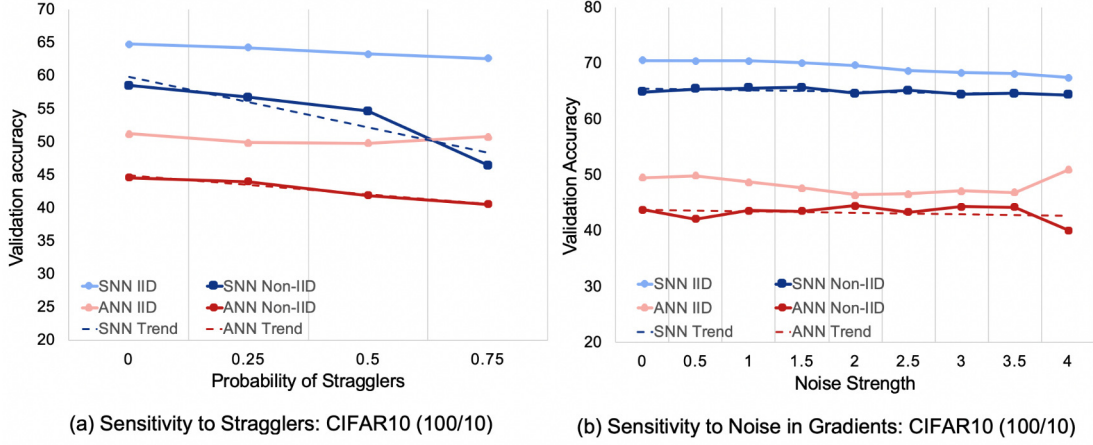 70
65
60
55
50
45
40
35
30
25
20
Validation accuracy
SNN IID
SNN Non-IID
ANN IID
ANN Non-IID
SNN Trend
ANN Trend
0
0.25
0.5
0.75
Probability of Stragglers
(a) Sensitivity to Stragglers: CIFAR10 (100/10)
80
70
60
50
40
30
20
Validation Accuracy
SNN IID
SNN Non-IID
ANN IID
ANN Non-IID
SNN Trend
ANN Trend
0
0.5
1
1.5
2
2.5
3
3.5
4
Noise Strength
(b) Sensitivity to Noise in Gradients: CIFAR10 (100/10)